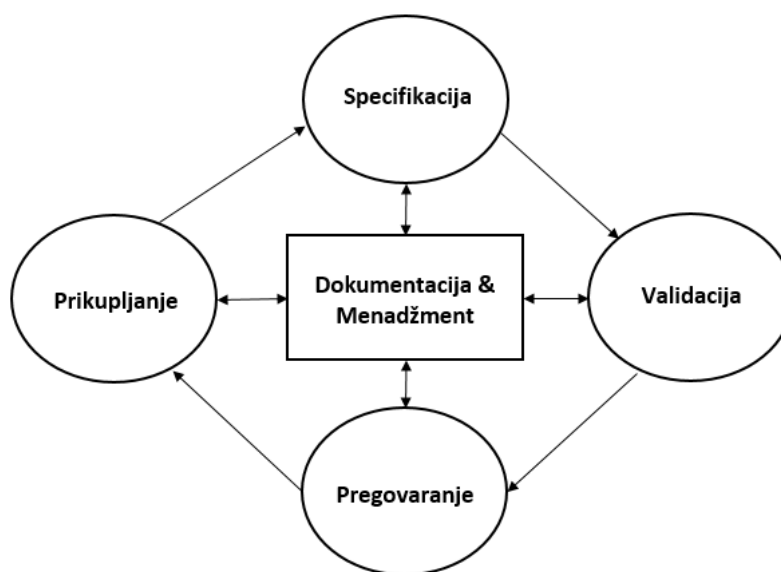 Specifikacija
Prikupljanje
Dokumentacija &
Menadžment
Validacija
Pregovaranje